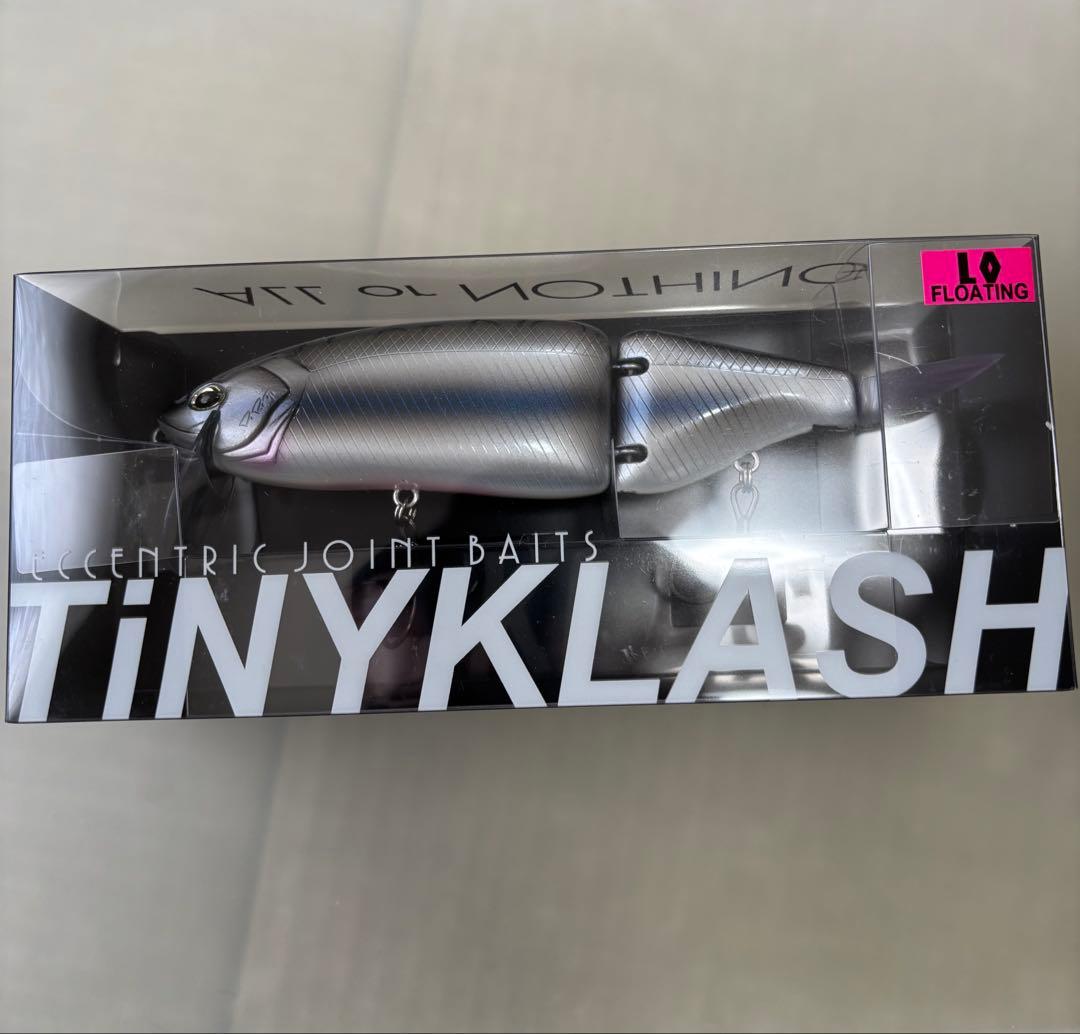 ALL or NOTHING
LO
FLOATING
ECCENTRIC JOINT BAITS
TiNYKLASH